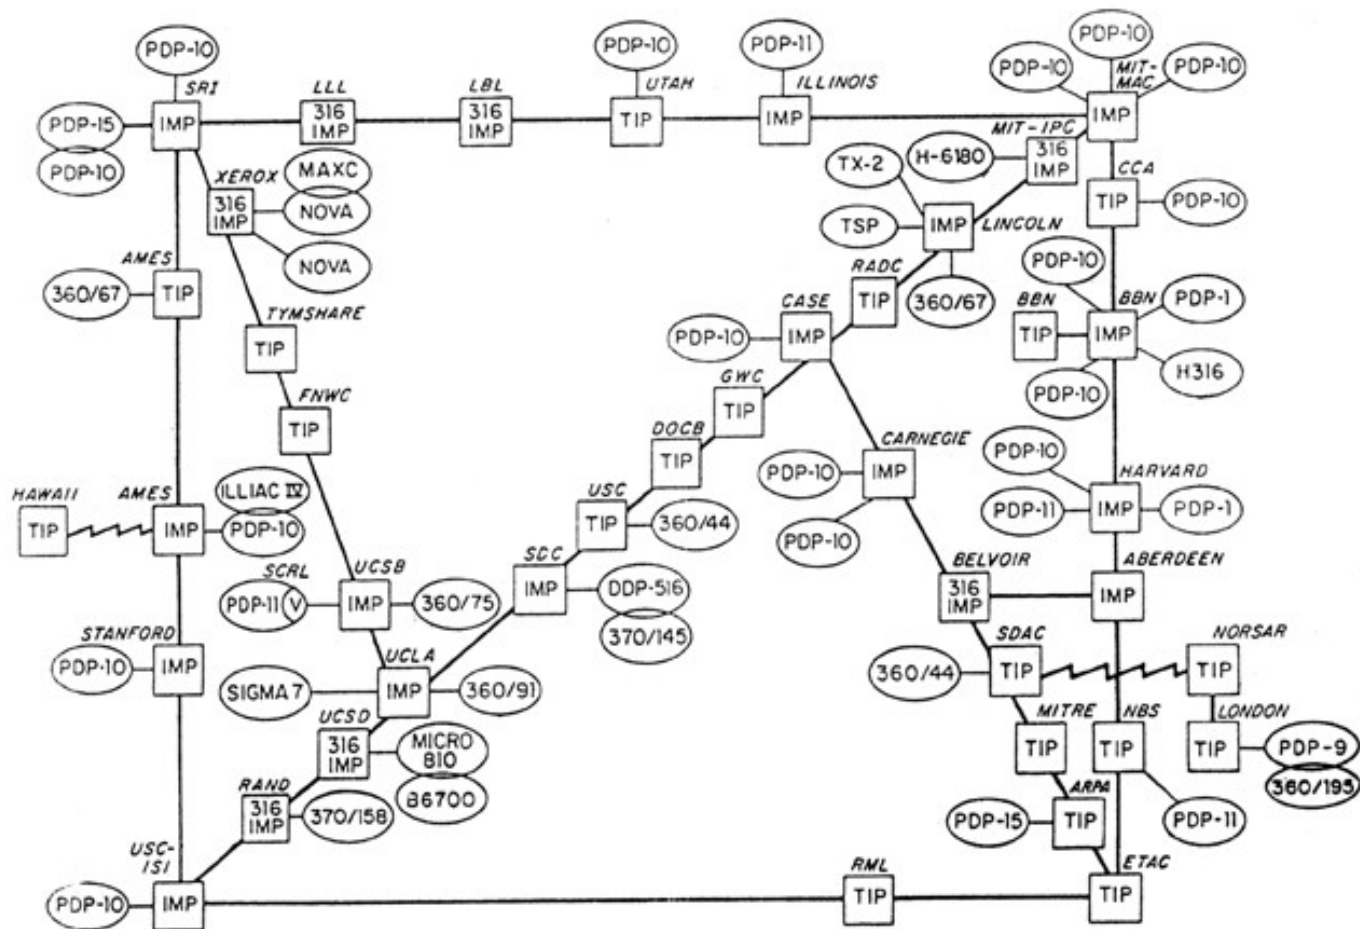 PDP-10
SRI
IMP
PDP-15
PDP-10
LLL
316
IMP
LBL
316
IMP
PDP-10
UTAH
TIP
PDP-11
ILLINOIS
IMP
PDP-10
PDP-10
MIT-
MAC
PDP-10
IMP
MIT-IPC
H-6180
316
IMP
CCA
TIP
PDP-10
XEROX
316
IMP
MAXC
NOVA
NOVA
TX-2
TSP
IMP
LINCOLN
360/67
AMES
360/67
TIP
TYMSHARE
TIP
RADC
TIP
CASE
PDP-10
IMP
PDP-10
BBN
TIP
BBN
IMP
PDP-1
H316
PDP-10
FNWC
TIP
GWC
TIP
DOCB
TIP
CARNEGIE
PDP-10
IMP
PDP-10
PDP-10
HARVARD
PDP-11
IMP
PDP-1
HAWAII
TIP
AMES
IMP
ILLIAC IV
PDP-10
USC
TIP
360/44
SDC
IMP
DDP-516
370/145
SCRL
PDP-11
V
UCSB
IMP
360/75
BELVOIR
316
IMP
ABERDEEN
IMP
STANFORD
PDP-10
IMP
UCLA
SIGMA 7
IMP
360/91
SDAC
360/44
TIP
NORSAR
TIP
UCSD
316
IMP
MICRO
810
B6700
MITRE
TIP
NBS
TIP
PDP-11
LONDON
TIP
PDP-9
360/195
RAND
316
IMP
370/158
ARPA
PDP-15
TIP
USC-
ISI
PDP-10
IMP
RML
TIP
ETAC
TIP